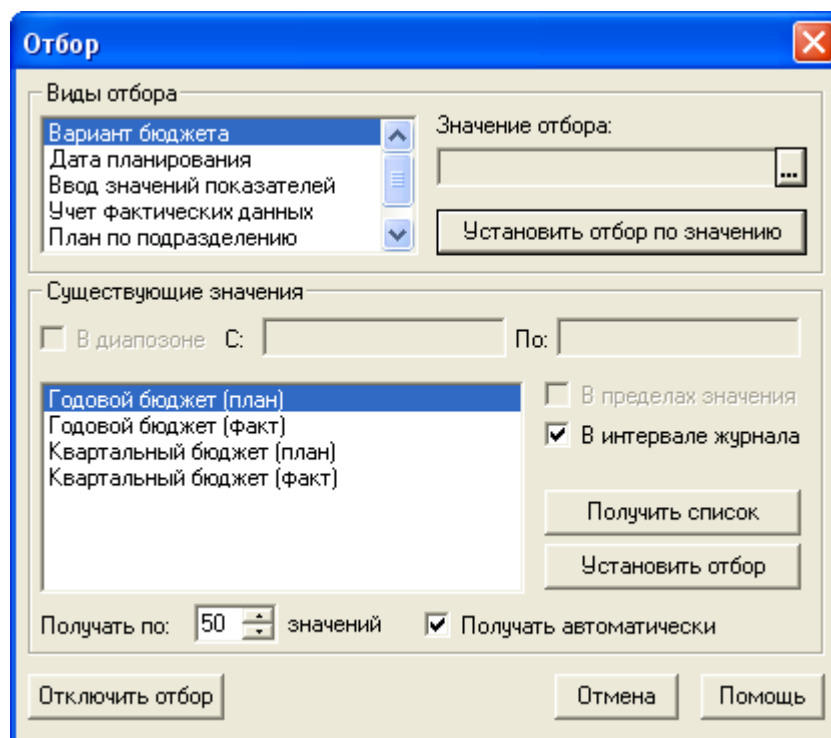 Отбор
Виды отбора
Вариант бюджета
Дата планирования
Ввод значений показателей
Учет фактических данных
План по подразделению
Значение отбора:
...
Установить отбор по значению
Существующие значения
В диапозоне С: По:
Годовой бюджет (план)
Годовой бюджет (факт)
Квартальный бюджет (план)
Квартальный бюджет (факт)
В пределах значения
В интервале журнала
Получить список
Установить отбор
Получать по: 50 значений Получать автоматически
Отключить отбор Отмена Помощь